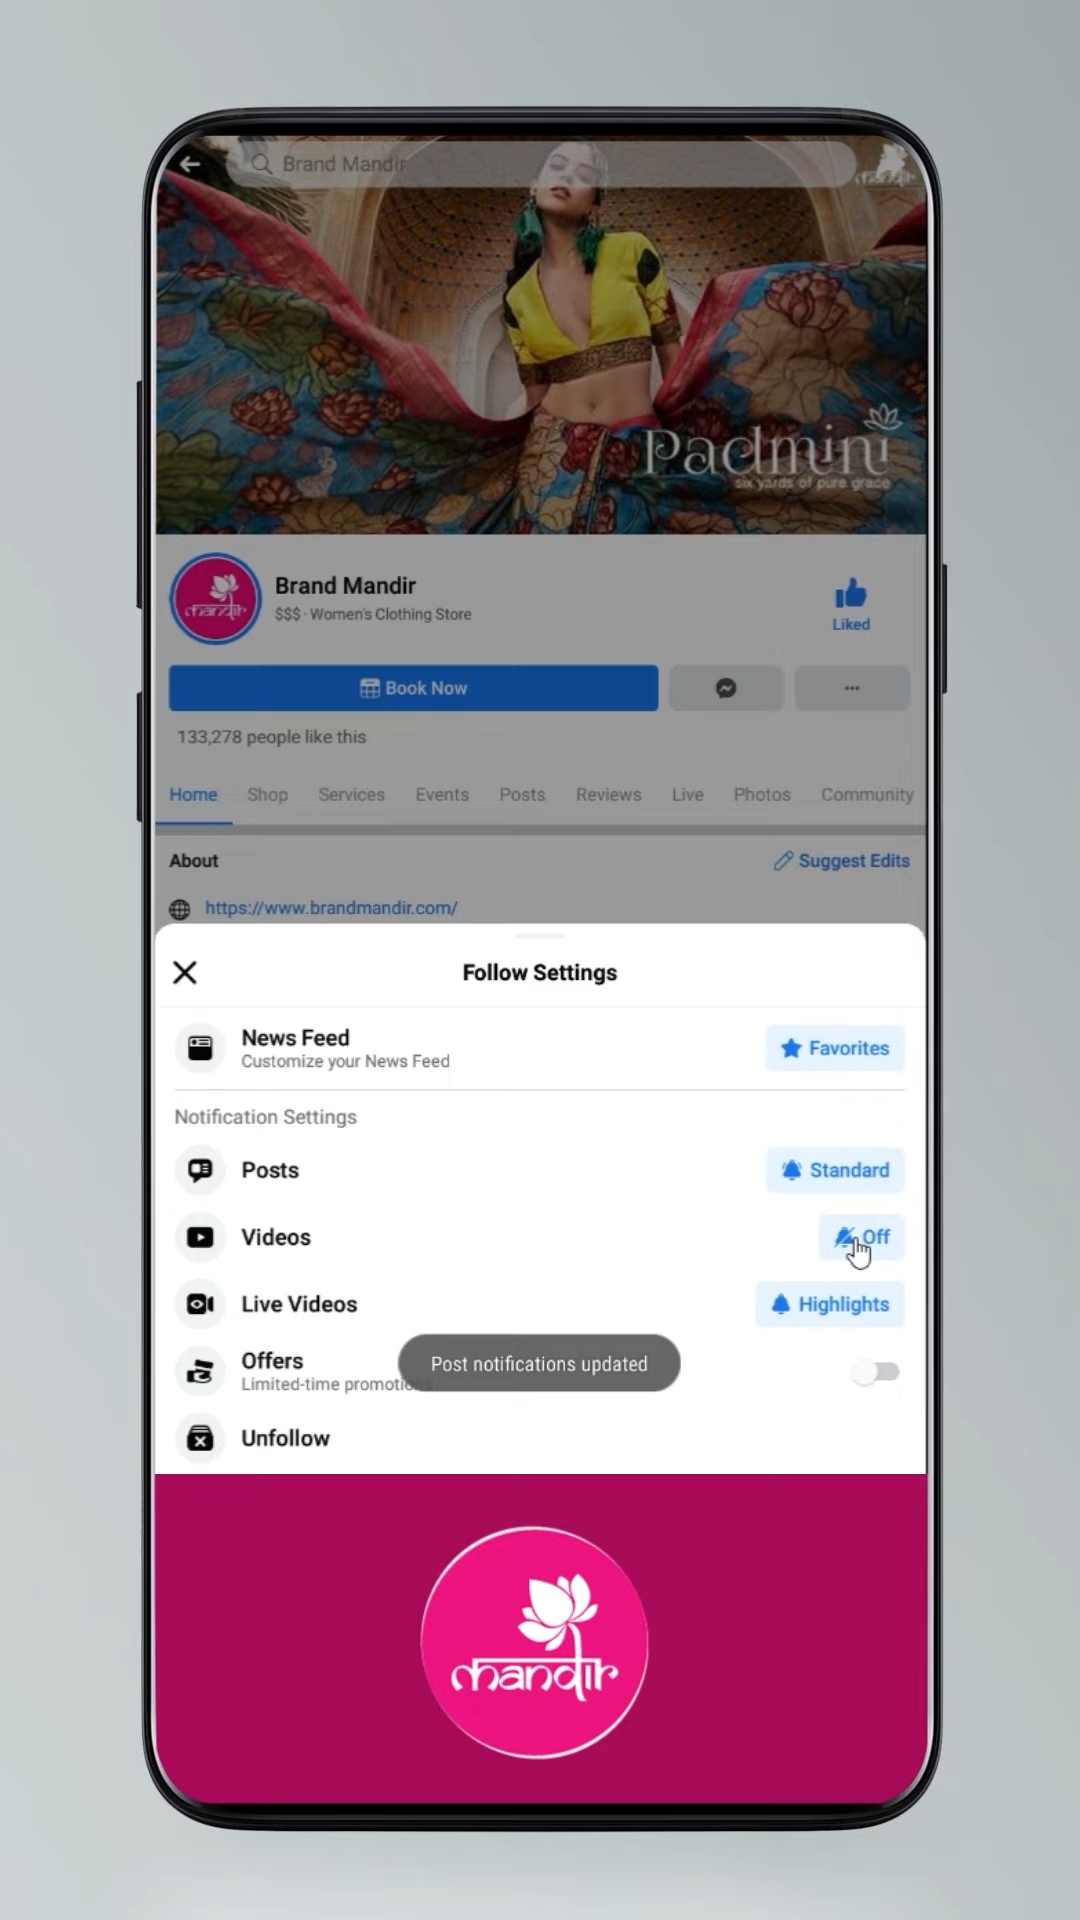 Brand Mandir
mandir
Padmini
six yards of pure grace
mandir
Brand Mandir
$$$ · Women's Clothing Store
Liked
Book Now
133,278 people like this
Home Shop Services Events Posts Reviews Live Photos Community
About
Suggest Edits
https://www.brandmandir.com/
Follow Settings
News Feed
Customize your News Feed
Favorites
Notification Settings
Posts
Standard
Videos
Off
Live Videos
Highlights
Offers
Limited-time promotions
Post notifications updated
Unfollow
mandir